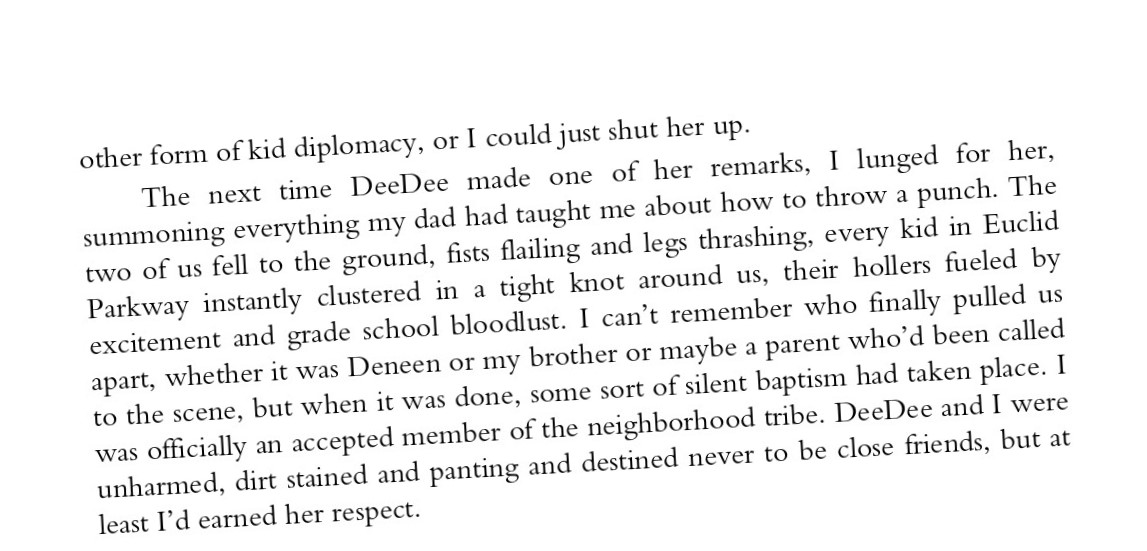 other form of kid diplomacy, or I could just shut her up.
The next time DeeDee made one of her remarks, I lunged for her,
summoning everything my dad had taught me about how to throw a punch. The
two of us fell to the ground, fists flailing and legs thrashing, every kid in Euclid
Parkway instantly clustered in a tight knot around us, their hollers fueled by
excitement and grade school bloodlust. I can’t remember who finally pulled us
apart, whether it was Deneen or my brother or maybe a parent who’d been called
to the scene, but when it was done, some sort of silent baptism had taken place. I
was officially an accepted member of the neighborhood tribe. DeeDee and I were
unharmed, dirt stained and panting and destined never to be close friends, but at
least I’d earned her respect.